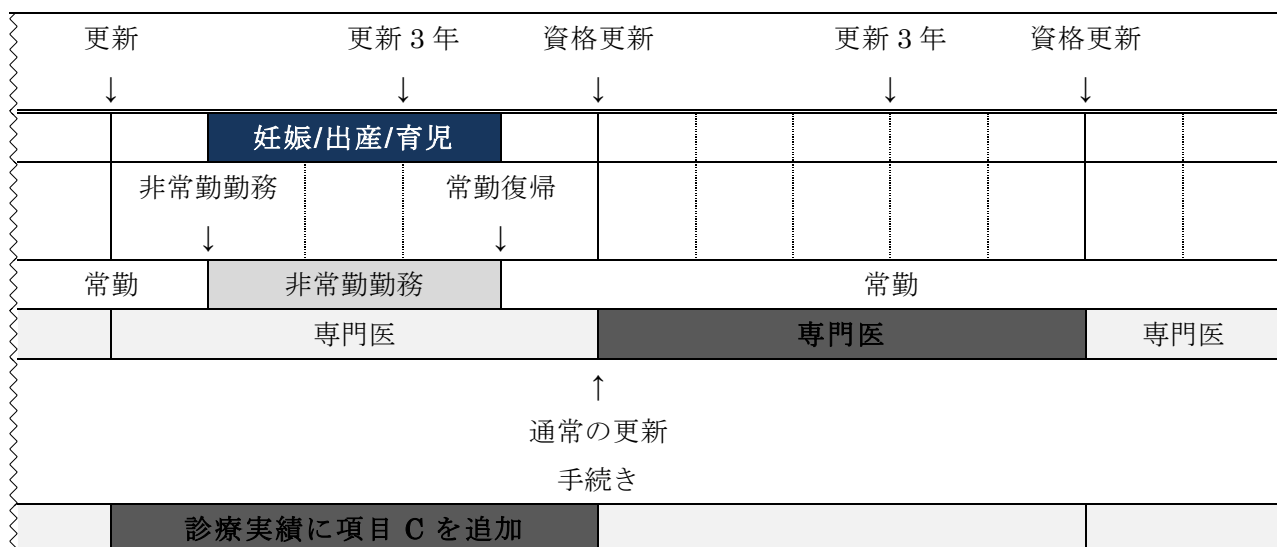 更新 更新3年 資格更新 更新3年 資格更新
↓ ↓ ↓ ↓ ↓
妊娠/出産/育児
非常勤勤務 常勤復帰
↓ ↓
常勤 非常勤勤務 常勤
専門医 専門医 専門医
↑
通常の更新
手続き
診療実績に項目 C を追加